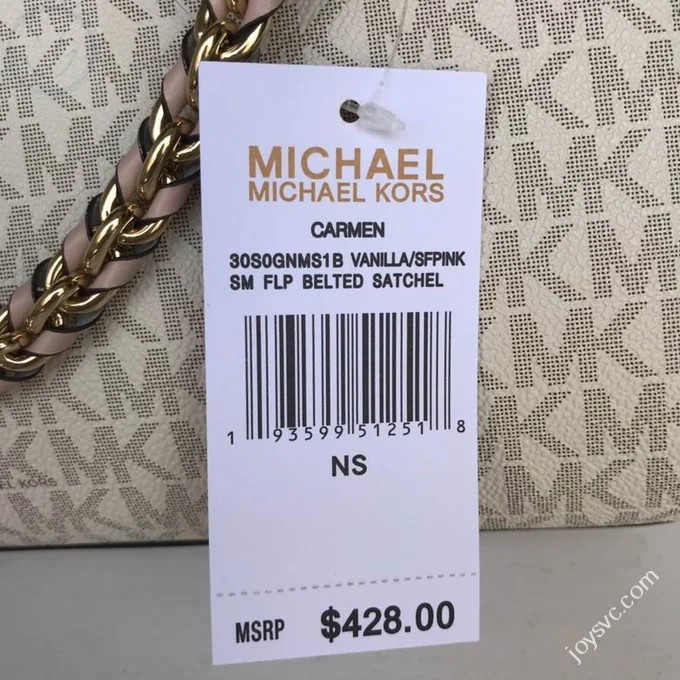 MICHAEL
MICHAEL KORS
CARMEN
30S0GNMS1B VANILLA/SFPINK
SM FLP BELTED SATCHEL
1 93599 51251 8
NS
MSRP $428.00
KORS
joysvc.com